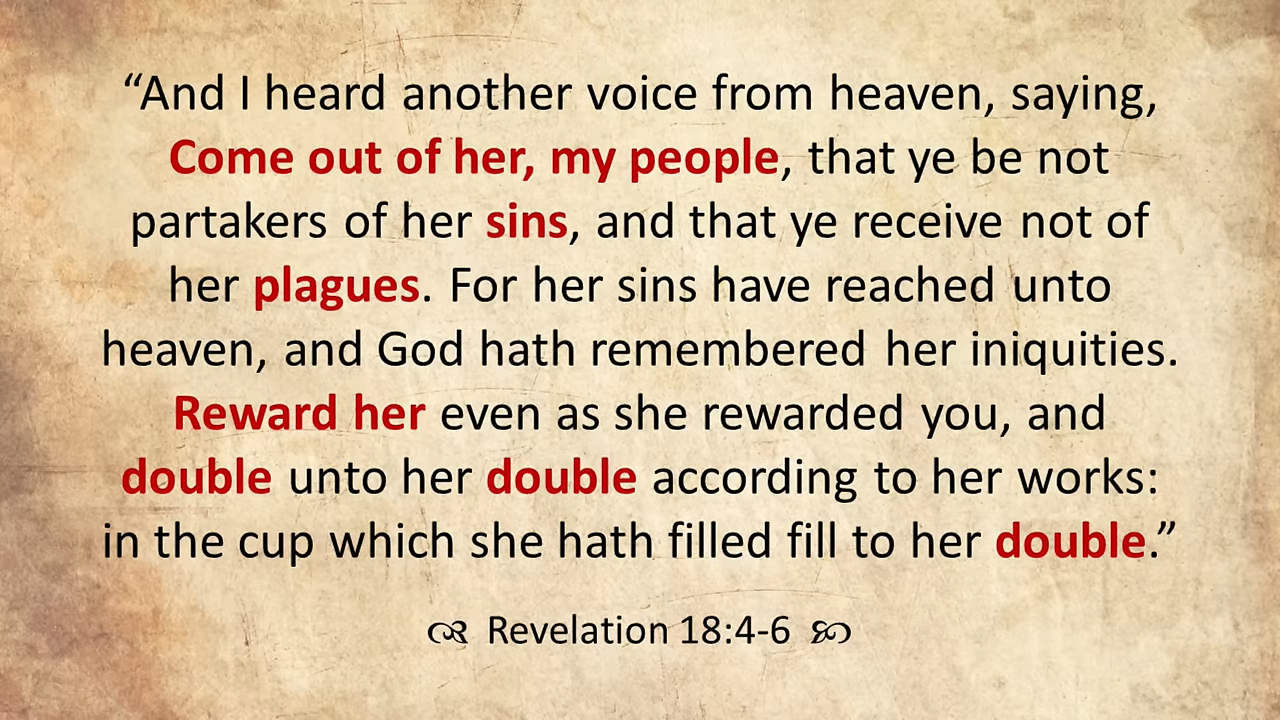 “And I heard another voice from heaven, saying,
Come out of her, my people, that ye be not
partakers of her sins, and that ye receive not of
her plagues. For her sins have reached unto
heaven, and God hath remembered her iniquities.
Reward her even as she rewarded you, and
double unto her double according to her works:
in the cup which she hath filled fill to her double.”
Revelation 18:4-6